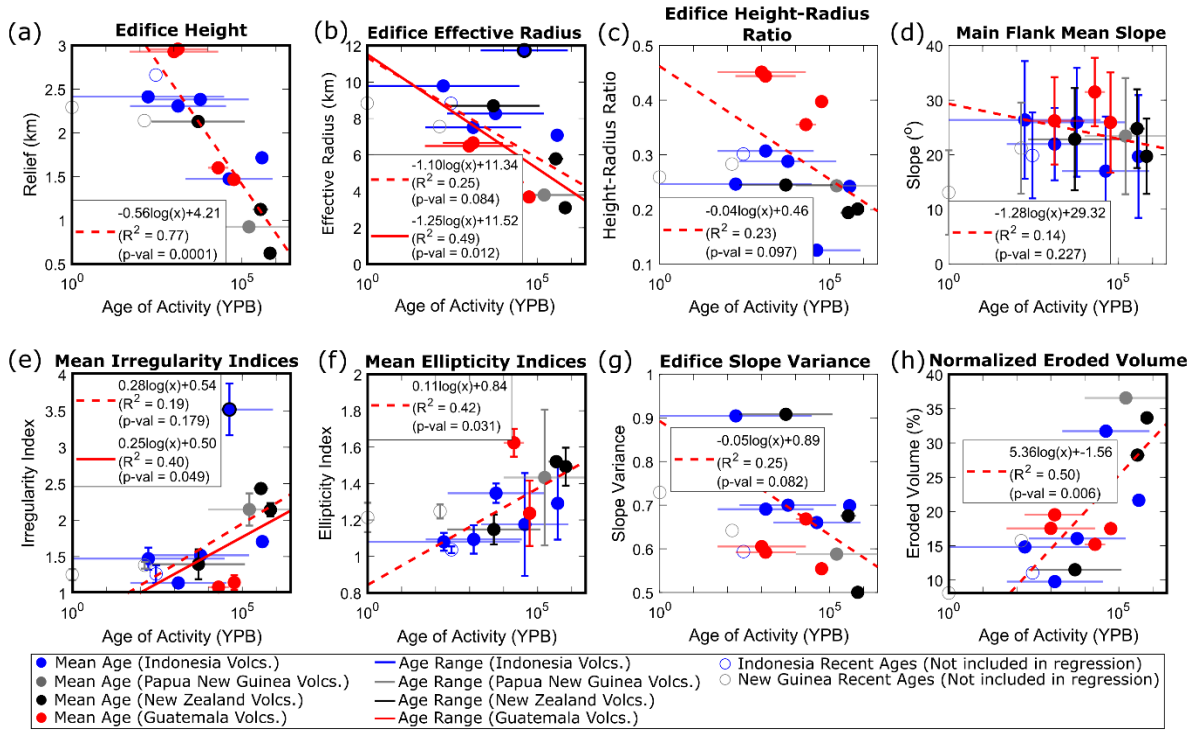 (a)
Edifice Height
3
2.5
2
1.5
1
0.5
Relief (km)
-0.56log(x)+4.21
(R² = 0.77)
(p-val = 0.0001)
10⁰
10⁵
Age of Activity (YPB)
(b)
Edifice Effective Radius
12
10
8
6
4
2
0
Effective Radius (km)
-1.10log(x)+11.34
(R² = 0.25)
(p-val = 0.084)
-1.25log(x)+11.52
(R² = 0.49)
(p-val = 0.012)
10⁰
10⁵
Age of Activity (YPB)
(c)
Edifice Height-Radius
Ratio
0.5
0.4
0.3
0.2
0.1
Height-Radius Ratio
-0.04log(x)+0.46
(R² = 0.23)
(p-val = 0.097)
10⁰
10⁵
Age of Activity (YPB)
(d)
Main Flank Mean Slope
40
30
20
10
0
Slope (°)
-1.28log(x)+29.32
(R² = 0.14)
(p-val = 0.227)
10⁰
10⁵
Age of Activity (YPB)
(e)
Mean Irregularity Indices
4
3.5
3
2.5
2
1.5
1
Irregularity Index
0.28log(x)+0.54
(R² = 0.19)
(p-val = 0.179)
0.25log(x)+0.50
(R² = 0.40)
(p-val = 0.049)
10⁰
10⁵
Age of Activity (YPB)
(f)
Mean Ellipticity Indices
2
1.8
1.6
1.4
1.2
1
0.8
Ellipticity Index
0.11log(x)+0.84
(R² = 0.42)
(p-val = 0.031)
10⁰
10⁵
Age of Activity (YPB)
(g)
Edifice Slope Variance
1
0.9
0.8
0.7
0.6
0.5
Slope Variance
-0.05log(x)+0.89
(R² = 0.25)
(p-val = 0.082)
10⁰
10⁵
Age of Activity (YPB)
(h)
Normalized Eroded Volume
40
35
30
25
20
15
10
Eroded Volume (%)
5.36log(x)+-1.56
(R² = 0.50)
(p-val = 0.006)
10⁰
10⁵
Age of Activity (YPB)
Mean Age (Indonesia Volcs.)
Mean Age (Papua New Guinea Volcs.)
Mean Age (New Zealand Volcs.)
Mean Age (Guatemala Volcs.)
Age Range (Indonesia Volcs.)
Age Range (Papua New Guinea Volcs.)
Age Range (New Zealand Volcs.)
Age Range (Guatemala Volcs.)
Indonesia Recent Ages (Not included in regression)
New Guinea Recent Ages (Not included in regression)